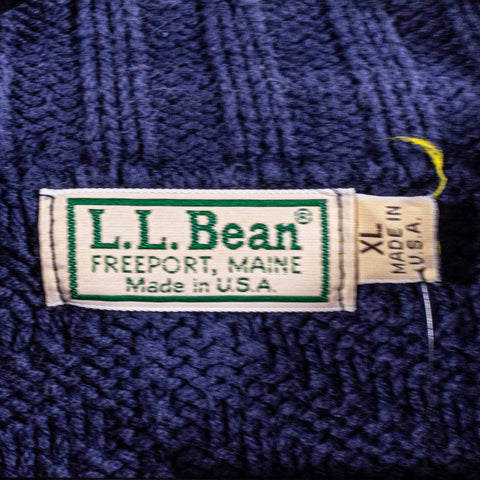 L.L.Bean®
FREEPORT, MAINE
Made in U.S.A.
XL
MADE IN
U.S.A.